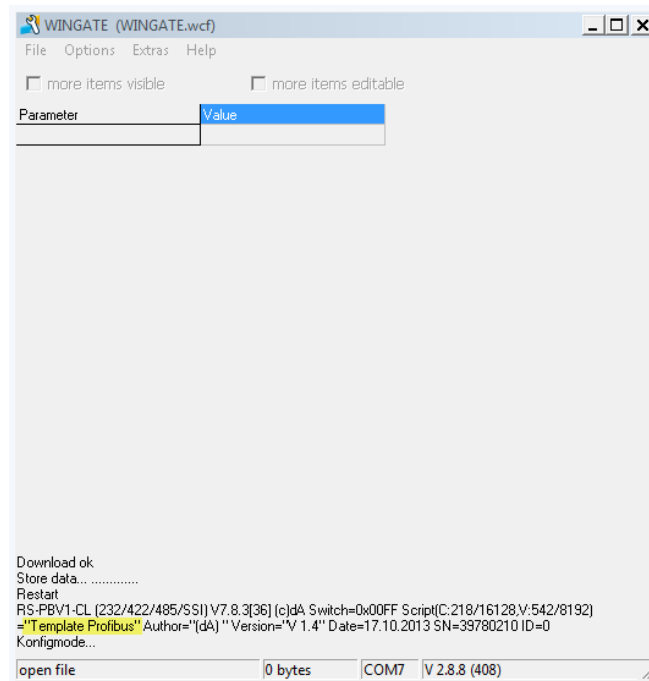 WINGATE (WINGATE.wcf)
File Options Extras Help
more items visible more items editable
Parameter Value
Download ok
Store data... .............
Restart
RS-PBV1-CL (232/422/485/SSI) V7.8.3[36] (c)dA Switch=0x00FF Script(C:218/16128,V:542/8192)
="Template Profibus" Author="(dA) " Version="V 1.4" Date=17.10.2013 SN=39780210 ID=0
Konfigmode...
open file 0 bytes COM7 V 2.8.8 (408)